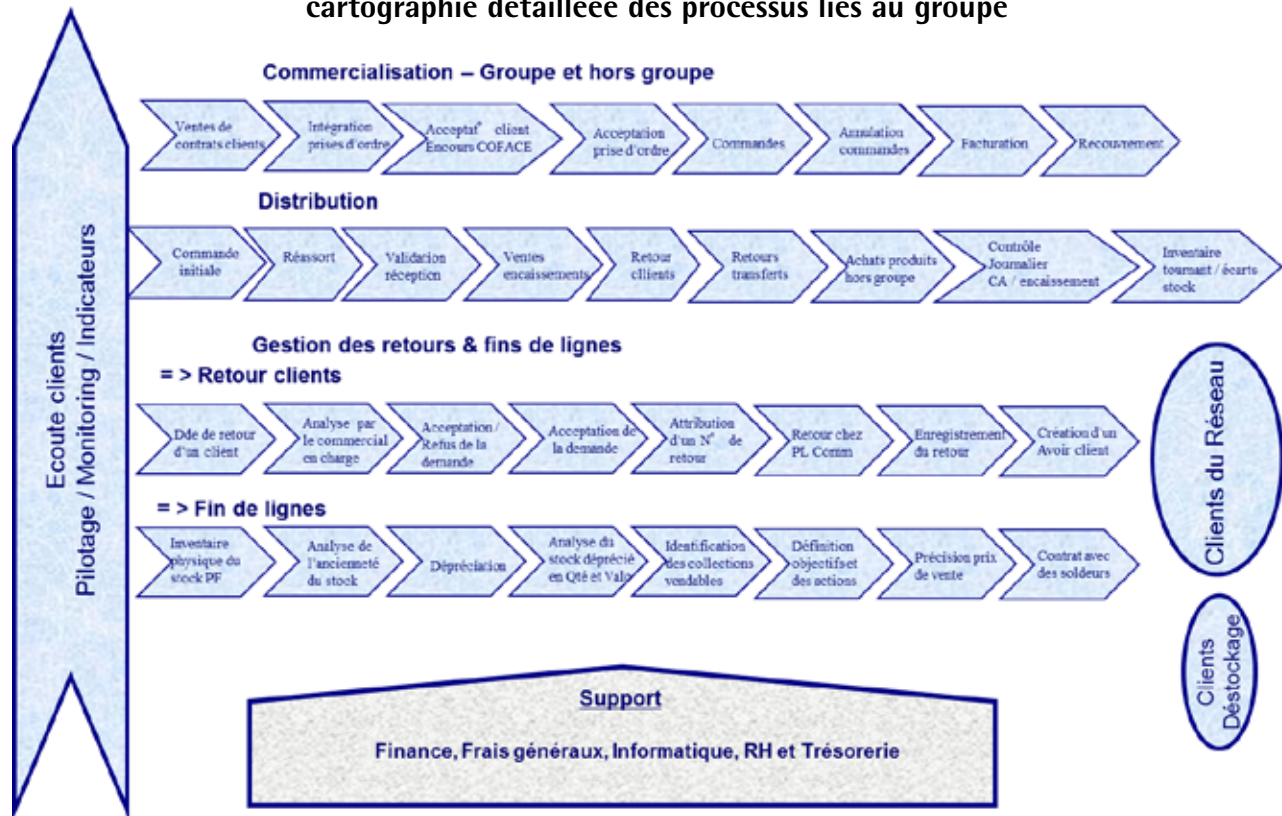 cartographie détailléee des processus liés au groupe
Commercialisation – Groupe et hors groupe
Ventes de
contrats clients
Intégration
prises d'ordre
Acceptat° client
Encours COFACE
Acceptation
prise d'ordre
Commandes
Annulation
commandes
Facturation
Recouvrement
Distribution
Commande
initiale
Réassort
Validation
réception
Ventes
encaissements
Retour
cllients
Retours
transferts
Achats produits
hors groupe
Contrôle
Journalier
CA / encaissement
Inventaire
tournant / écarts
stock
Gestion des retours & fins de lignes
= > Retour clients
Dde de retour
d'un client
Analyse par
le commercial
en charge
Acceptation /
Refus de la
demande
Acceptation de
la demande
Attribution
d'un N° de
retour
Retour chez
PL Comm
Enregistrement
du retour
Création d'un
Avoir client
= > Fin de lignes
Inventaire
physique du
stock PF
Analyse de
l'ancienneté
du stock
Dépréciation
Analyse du
stock déprécié
en Qté et Valo
Identification
des collections
vendables
Définition
objectifs et
des actions
Précision prix
de vente
Contrat avec
des soldeurs
Ecoute clients
Pilotage / Monitoring / Indicateurs
Clients du Réseau
Clients
Déstockage
Support
Finance, Frais généraux, Informatique, RH et Trésorerie